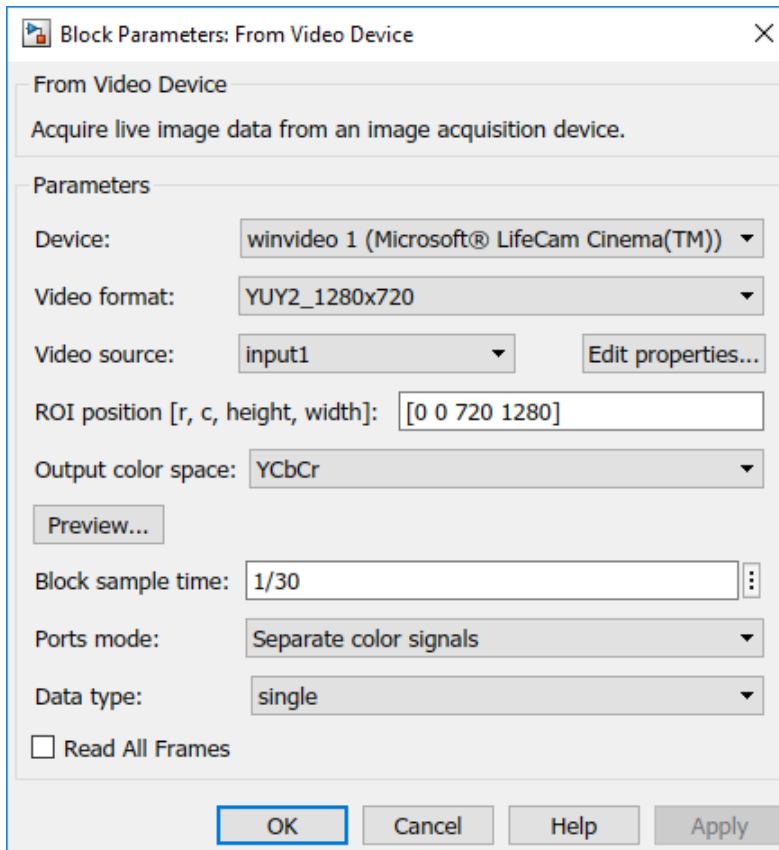 Block Parameters: From Video Device
From Video Device
Acquire live image data from an image acquisition device.
Parameters
Device: winvideo 1 (Microsoft® LifeCam Cinema(TM))
Video format: YUY2_1280x720
Video source: input1 Edit properties...
ROI position [r, c, height, width]: [0 0 720 1280]
Output color space: YCbCr
Preview...
Block sample time: 1/30
Ports mode: Separate color signals
Data type: single
Read All Frames
OK Cancel Help Apply